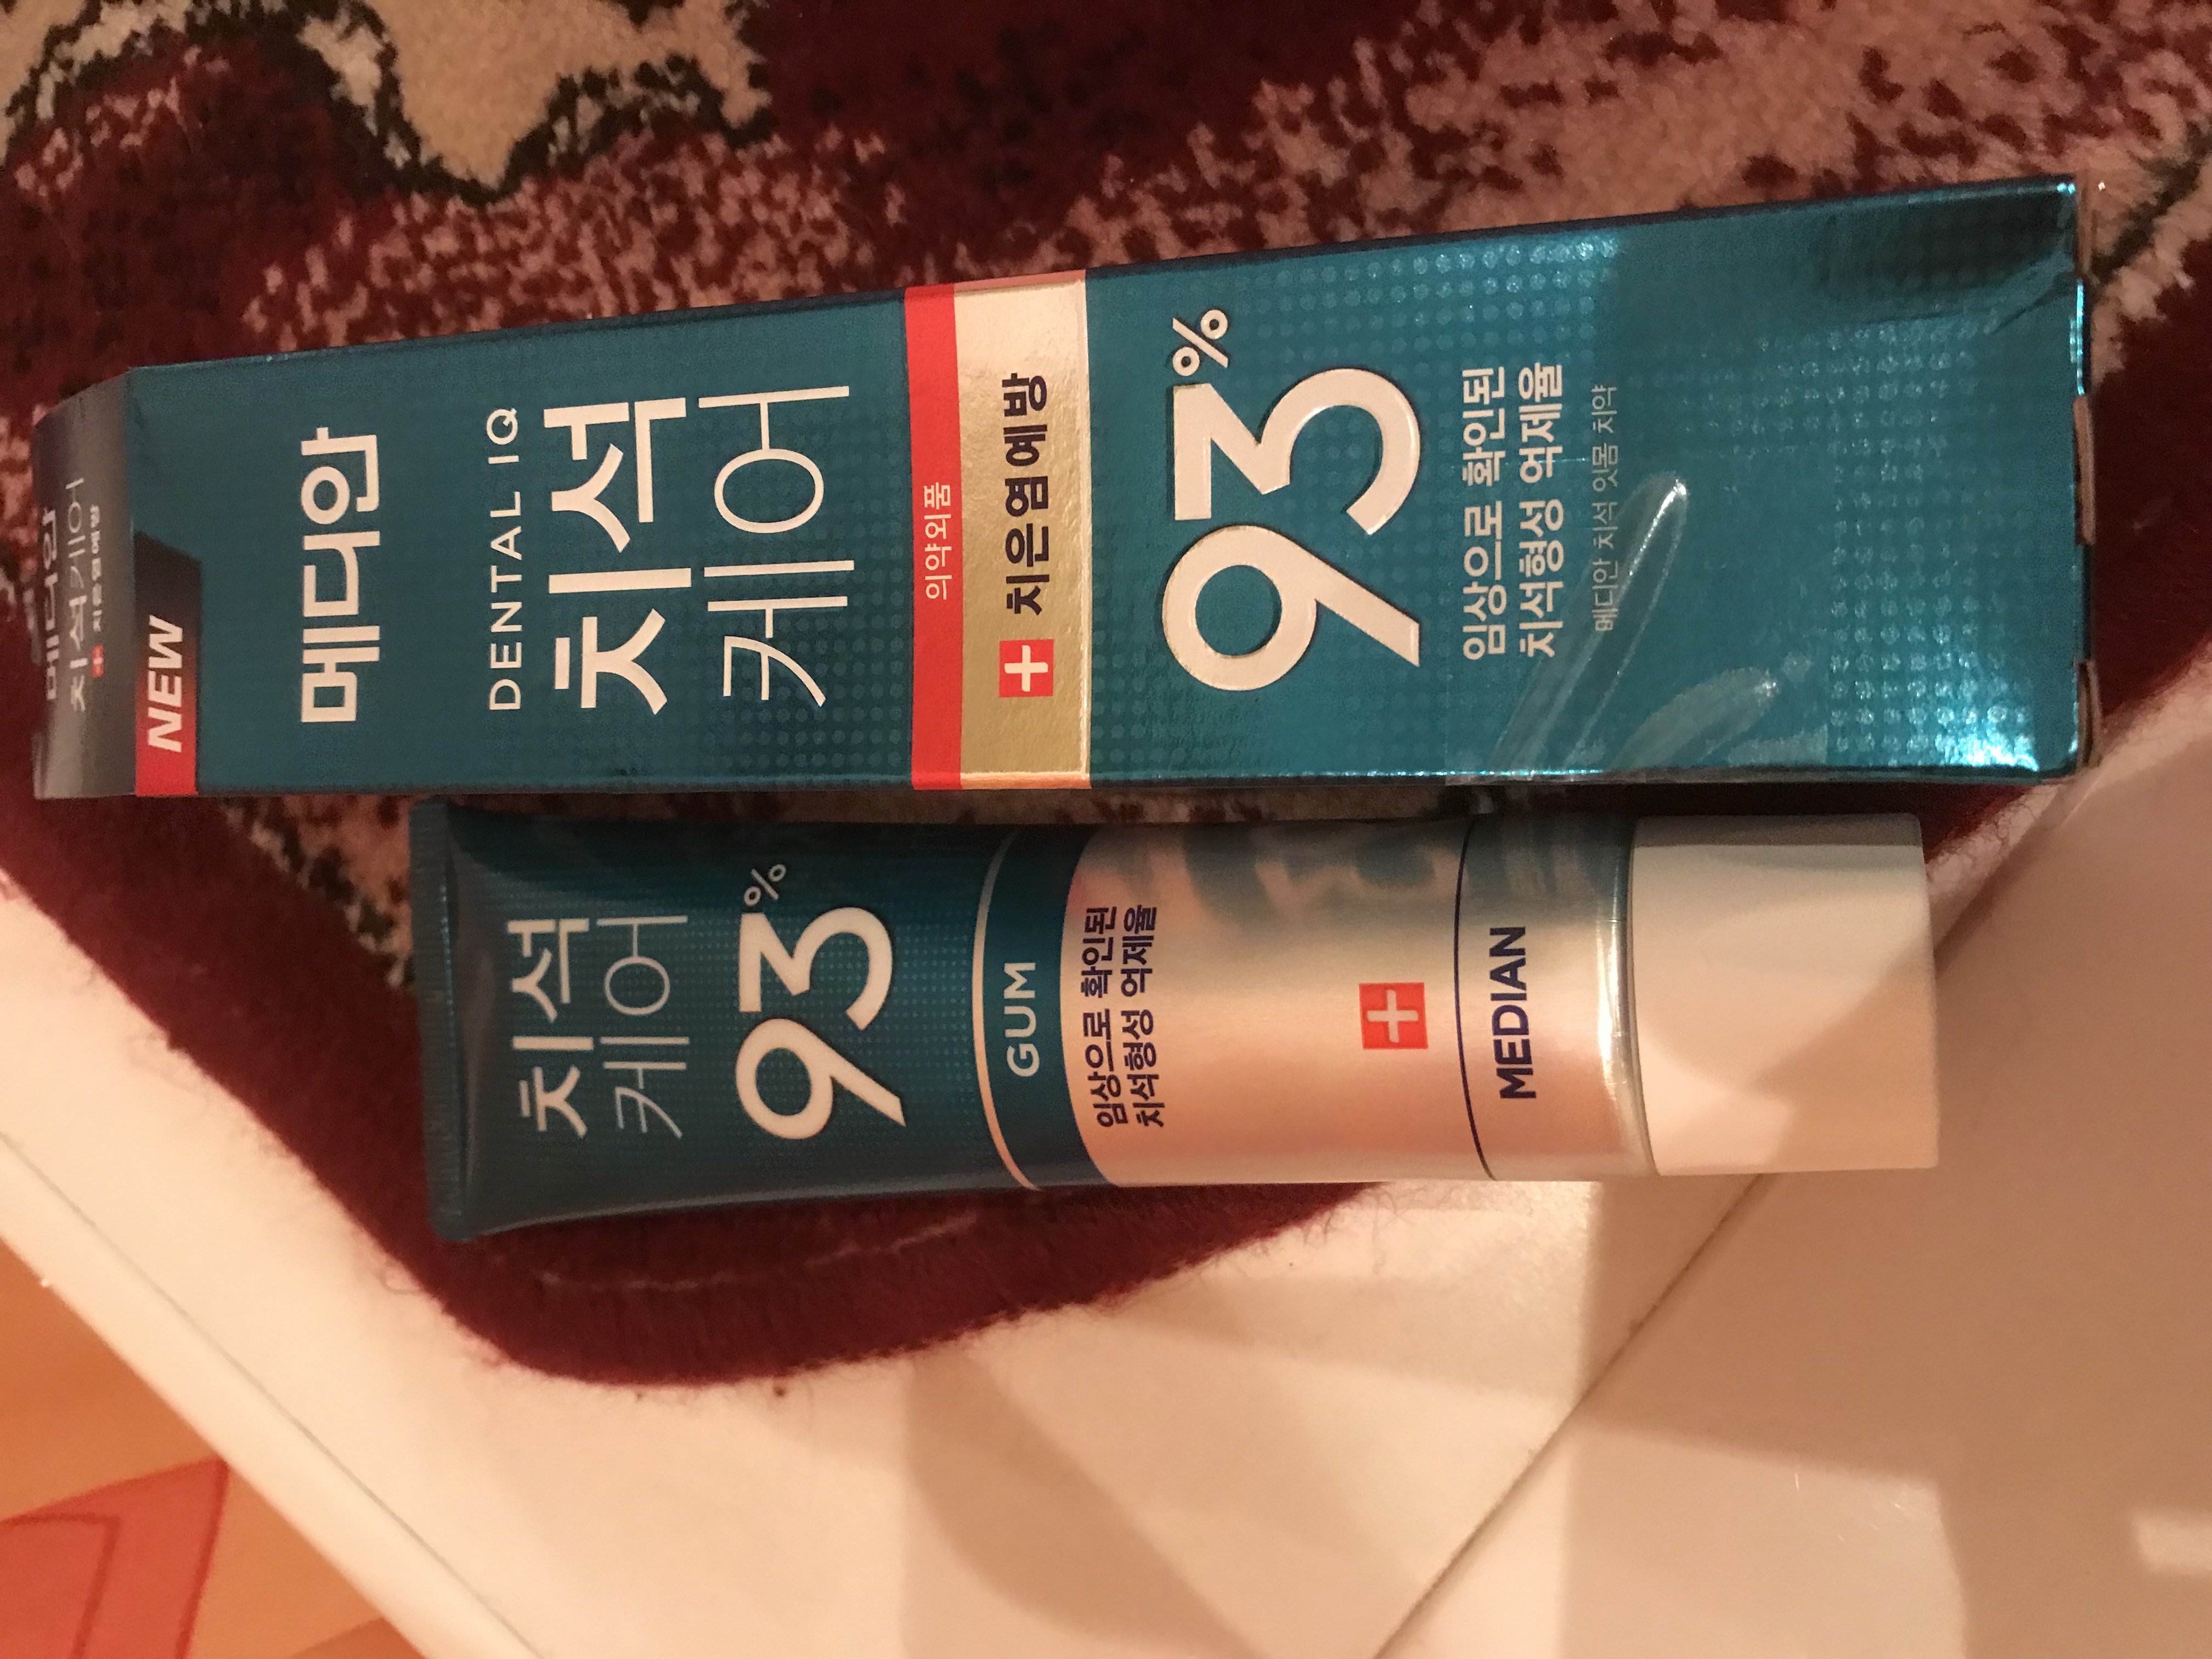 메디안
치석케어
치은염예방
NEW
메디안
DENTAL IQ
치석
케어
의약외품
치은염예방
93%
임상으로 확인된
치석형성 억제율
메디안 치석 잇몸 치약
치석
케어
93%
GUM
임상으로 확인된
치석형성 억제율
MEDIAN